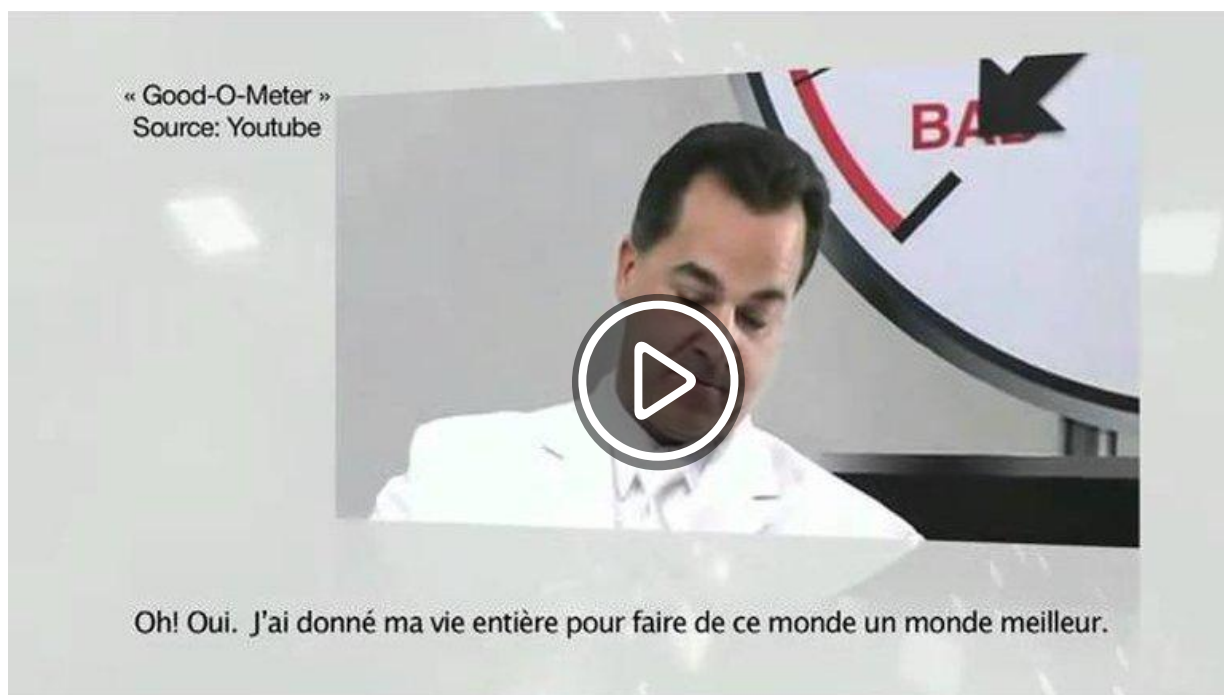 « Good-O-Meter »
Source: Youtube
BAD
Oh! Oui. J'ai donné ma vie entière pour faire de ce monde un monde meilleur.